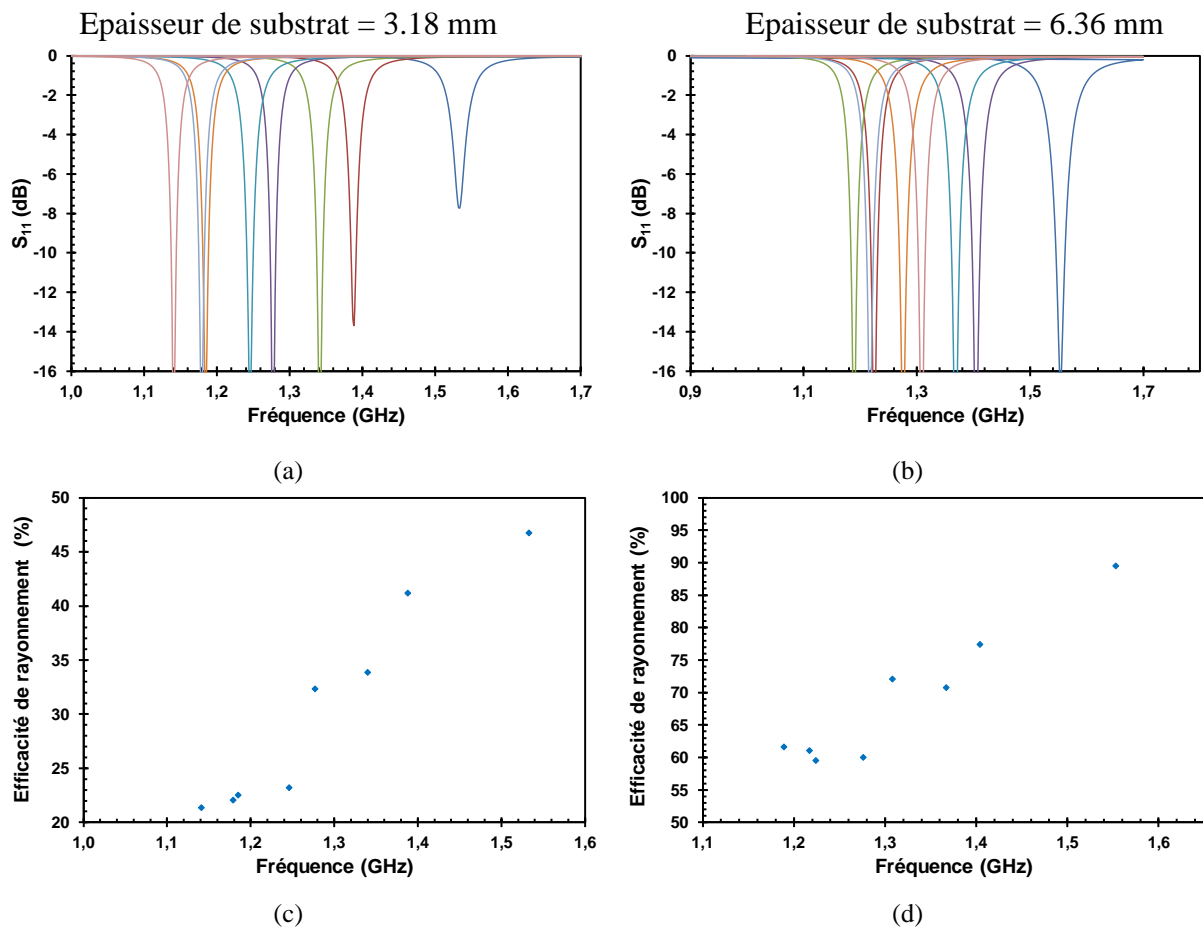 Epaisseur de substrat = 3.18 mm
Epaisseur de substrat = 6.36 mm
0
-2
-4
-6
-8
-10
-12
-14
-16
S11 (dB)
1,0 1,1 1,2 1,3 1,4 1,5 1,6 1,7
Fréquence (GHz)
(a)
0
-2
-4
-6
-8
-10
-12
-14
-16
S11 (dB)
0,9 1,1 1,3 1,5 1,7
Fréquence (GHz)
(b)
50
45
40
35
30
25
20
Efficacité de rayonnement (%)
1,0 1,1 1,2 1,3 1,4 1,5 1,6
Fréquence (GHz)
(c)
100
95
90
85
80
75
70
65
60
55
50
Efficacité de rayonnement (%)
1,1 1,2 1,3 1,4 1,5 1,6
Fréquence (GHz)
(d)